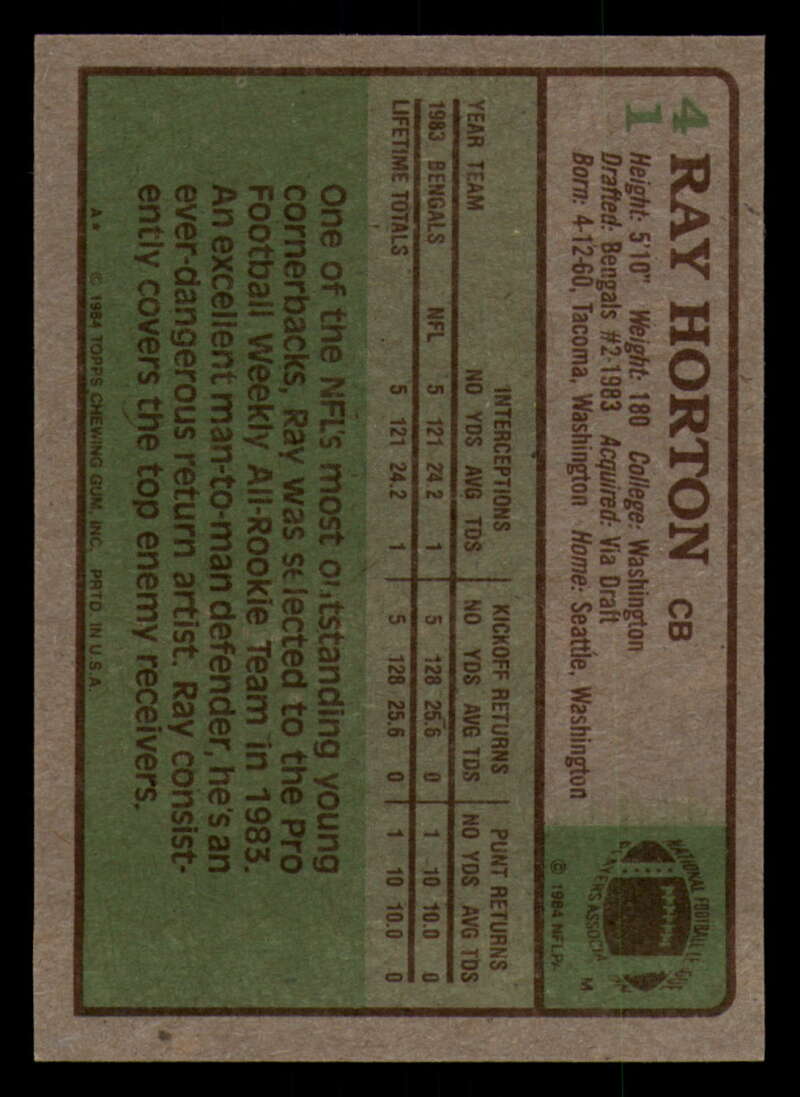 4
1
RAY HORTON CB
Height: 5'10" Weight: 180 College: Washington
Drafted: Bengals #2-1983 Acquired: Via Draft
Born: 4-12-60, Tacoma, Washington Home: Seattle, Washington
NATIONAL FOOTBALL
© 1984 NFLPA
M
INTERCEPTIONS KICKOFF RETURNS PUNT RETURNS
YEAR TEAM NO YDS AVG TDS NO YDS AVG TDS NO YDS AVG TDS
1983 BENGALS NFL 5 121 24.2 1 5 128 25.6 0 1 10 10.0 0
LIFETIME TOTALS 5 121 24.2 1 5 128 25.6 0 1 10 10.0 0
One of the NFL's most outstanding young
cornerbacks, Ray was selected to the Pro
Football Weekly All-Rookie Team in 1983.
An excellent man-to-man defender, he's an
ever-dangerous return artist. Ray consist-
ently covers the top enemy receivers.
A* © 1984 TOPPS CHEWING GUM, INC. PRTD. IN U.S.A.